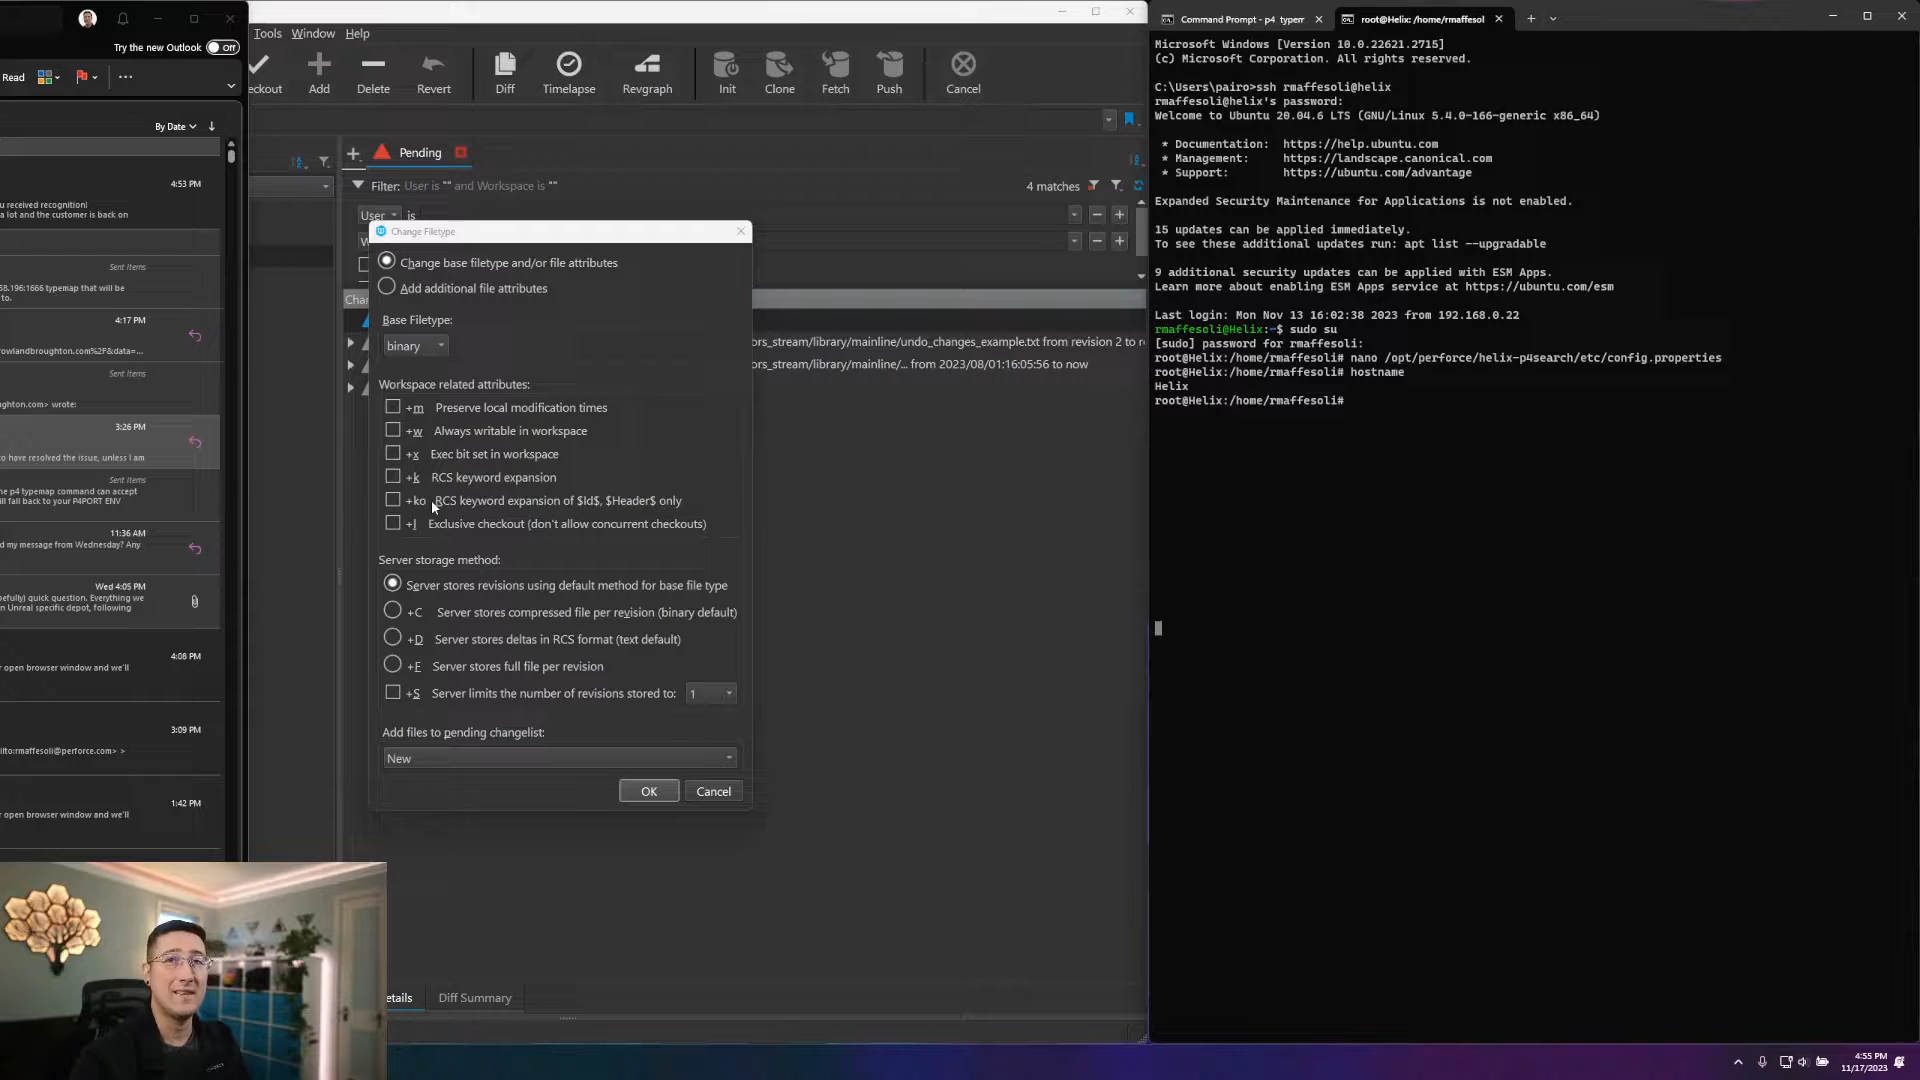 Try the new Outlook
Off
Read
By Date
4:53 PM
u received recognition!
a lot and the customer is back on
Sent Items
58.196:1666 typemap that will be
to.
4:17 PM
rowlandbroughton.com%2F&data=...
Sent Items
ghton.com> wrote:
3:26 PM
to have resolved the issue, unless I am
Sent Items
he p4 typemap command can accept
ill fall back to your P4PORT ENV
11:36 AM
d my message from Wednesday? Any
Wed 4:05 PM
opefully) quick question. Everything we
n Unreal specific depot, following
4:08 PM
r open browser window and we'll
3:09 PM
ilto:rmaffesoli@perforce.com> >
1:42 PM
r open browser window and we'll
Tools Window Help
eckout Add Delete Revert Diff Timelapse Revgraph Init Clone Fetch Push Cancel
Pending
Filter: User is "" and Workspace is ""
4 matches
User is
W
Chan
ors_stream/library/mainline/undo_changes_example.txt from revision 2 to r
ors_stream/library/mainline/... from 2023/08/01:16:05:56 to now
Change Filetype
Change base filetype and/or file attributes
Add additional file attributes
Base Filetype:
binary
Workspace related attributes:
+m Preserve local modification times
+w Always writable in workspace
+x Exec bit set in workspace
+k RCS keyword expansion
+ko RCS keyword expansion of $Id$, $Header$ only
+l Exclusive checkout (don't allow concurrent checkouts)
Server storage method:
Server stores revisions using default method for base file type
+C Server stores compressed file per revision (binary default)
+D Server stores deltas in RCS format (text default)
+F Server stores full file per revision
+S Server limits the number of revisions stored to: 1
Add files to pending changelist:
New
OK Cancel
etails Diff Summary
Command Prompt - p4 typem
root@Helix: /home/rmaffesol
Microsoft Windows [Version 10.0.22621.2715]
(c) Microsoft Corporation. All rights reserved.
C:\Users\pairo>ssh rmaffesoli@helix
rmaffesoli@helix's password:
Welcome to Ubuntu 20.04.6 LTS (GNU/Linux 5.4.0-166-generic x86_64)
* Documentation: https://help.ubuntu.com
* Management: https://landscape.canonical.com
* Support: https://ubuntu.com/advantage
Expanded Security Maintenance for Applications is not enabled.
15 updates can be applied immediately.
To see these additional updates run: apt list --upgradable
9 additional security updates can be applied with ESM Apps.
Learn more about enabling ESM Apps service at https://ubuntu.com/esm
Last login: Mon Nov 13 16:02:38 2023 from 192.168.0.22
rmaffesoli@Helix:~$ sudo su
[sudo] password for rmaffesoli:
root@Helix:/home/rmaffesoli# nano /opt/perforce/helix-p4search/etc/config.properties
root@Helix:/home/rmaffesoli# hostname
Helix
root@Helix:/home/rmaffesoli#
4:55 PM
11/17/2023